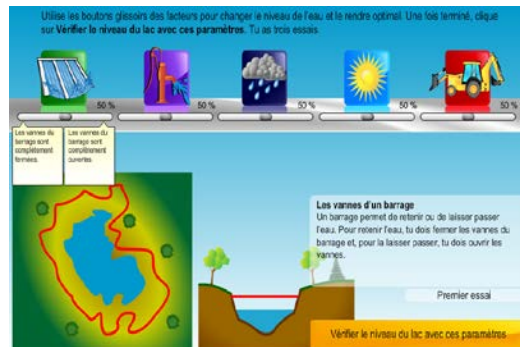 Utilise les boutons glissoirs des facteurs pour changer le niveau de l'eau et le rendre optimal. Une fois terminé, clique
sur Vérifier le niveau du lac avec ces paramètres. Tu as trois essais.
50 %
50 %
50 %
50 %
50 %
Les vannes du
barrage sont
complètement
fermées.
Les vannes du
barrage sont
complètement
ouvertes.
Les vannes d'un barrage
Un barrage permet de retenir ou de laisser passer
l'eau. Pour retenir l'eau, tu dois fermer les vannes du
barrage et, pour la laisser passer, tu dois ouvrir les
vannes.
Premier essai
Vérifier le niveau du lac avec ces paramètres